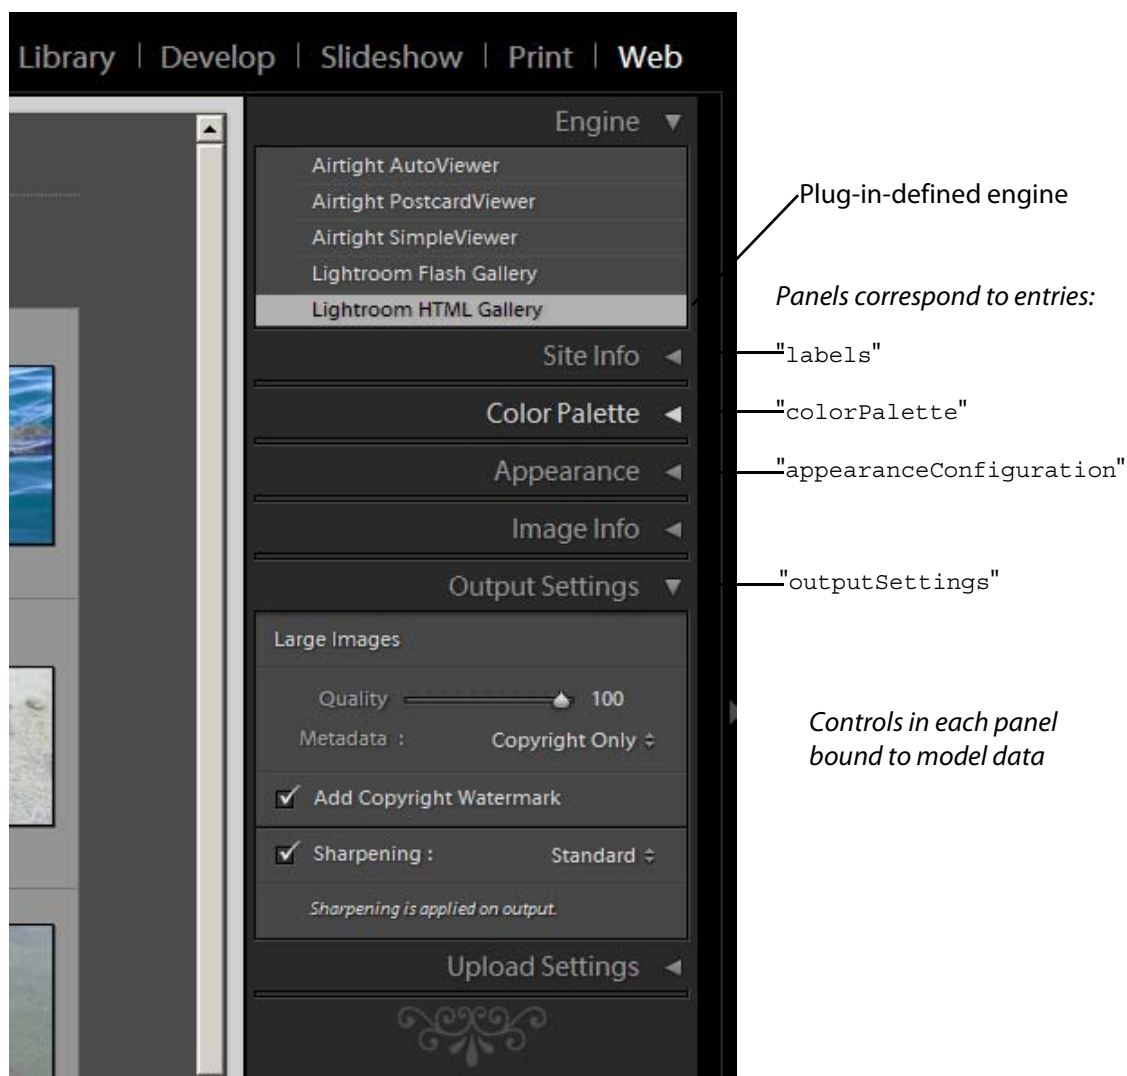 Library | Develop | Slideshow | Print | Web
Engine
Airtight AutoViewer
Airtight PostcardViewer
Airtight SimpleViewer
Lightroom Flash Gallery
Lightroom HTML Gallery
Plug-in-defined engine
Panels correspond to entries:
Site Info
"labels"
Color Palette
"colorPalette"
Appearance
"appearanceConfiguration"
Image Info
Output Settings
"outputSettings"
Large Images
Quality 100
Metadata : Copyright Only
Controls in each panel
bound to model data
Add Copyright Watermark
Sharpening : Standard
Sharpening is applied on output.
Upload Settings